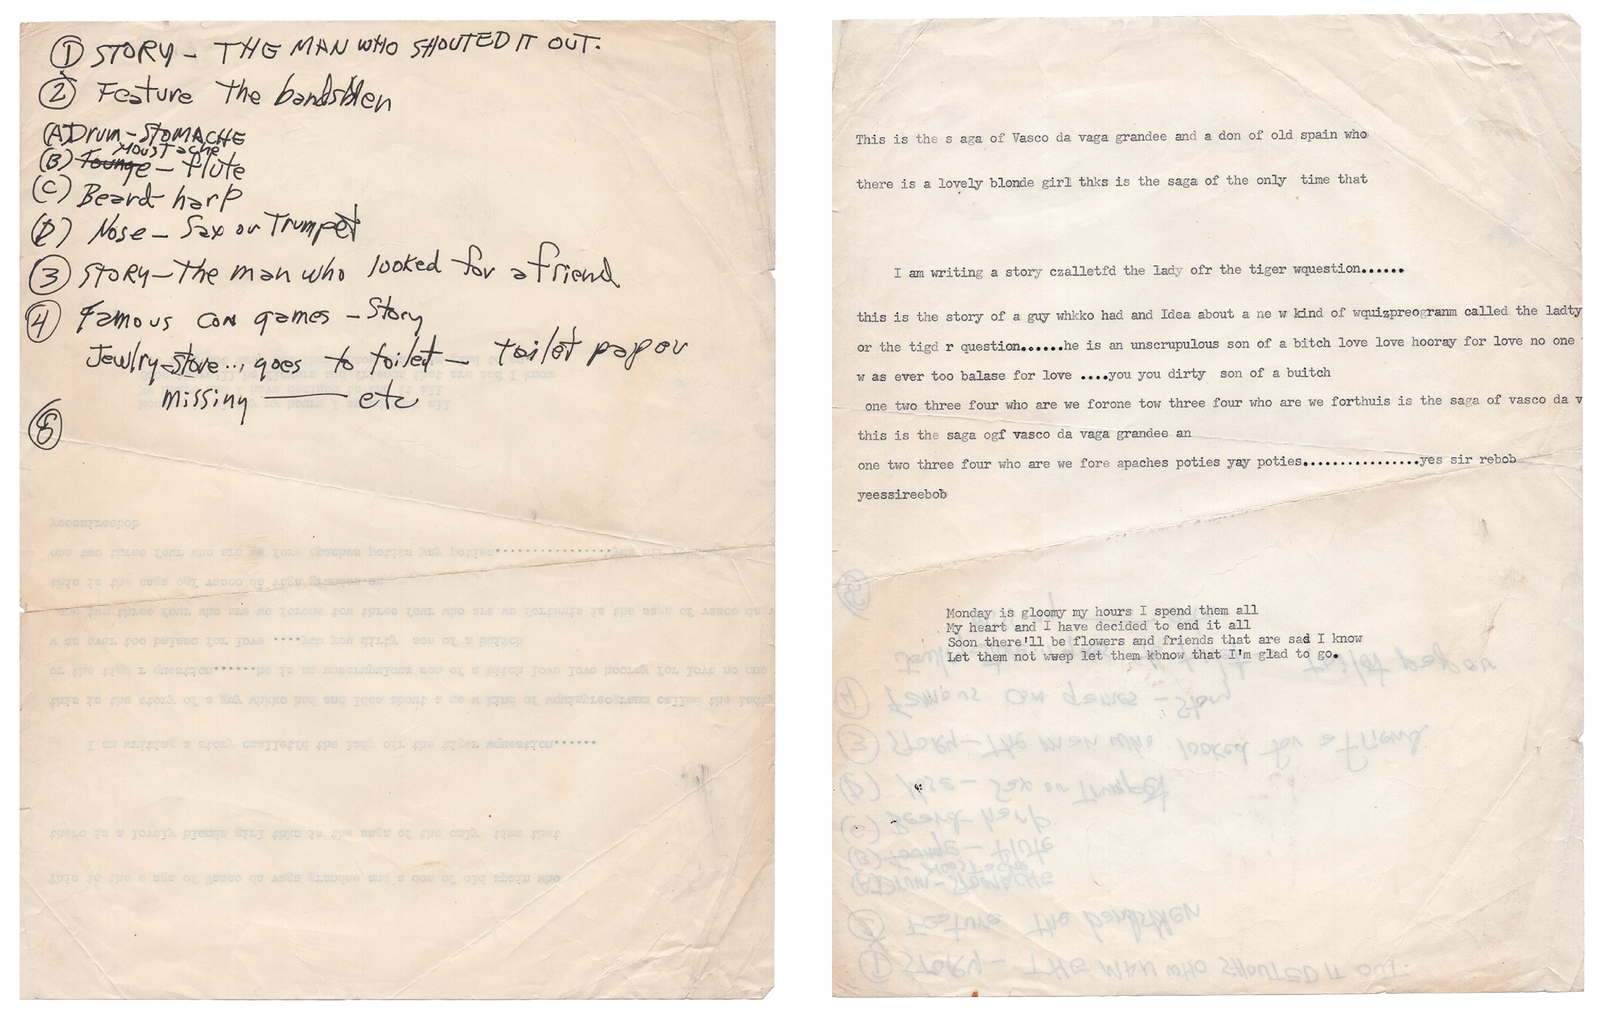 ① STORY - THE MAN WHO SHOUTED IT OUT.
② Feature The bandsMen
(A) Drum - STOMACHE
Moustache
(B) Tounge - flute
(C) Beard - harp
(D) Nose - Sax or Trumpet
③ STORY - The man who looked for a friend
④ Famous con games - Story
Jewlry - store... goes to toilet - toilet paper
Missing —— etc
This is the s aga of Vasco da vaga grandee and a don of old spain who
there is a lovely blonde girl thks is the saga of the only time that
I am writing a story czalletfd the lady ofr the tiger wquestion......
this is the story of a guy whkko had and Idea about a ne w kind of wquizpreogranm called the ladty
or the tigd r question......he is an unscrupulous son of a bitch love love hooray for love no one
w as ever too balase for love ....you you dirty son of a buitch
one two three four who are we forone tow three four who are we forthuis is the saga of vasco da v
this is the saga ogf vasco da vaga grandee an
one two three four who are we fore apaches poties yay poties................yes sir rebob
yeessireebob
Monday is gloomy my hours I spend them all
My heart and I have decided to end it all
Soon there'll be flowers and friends that are sad I know
Let them not wwep let them kbnow that I'm glad to go.